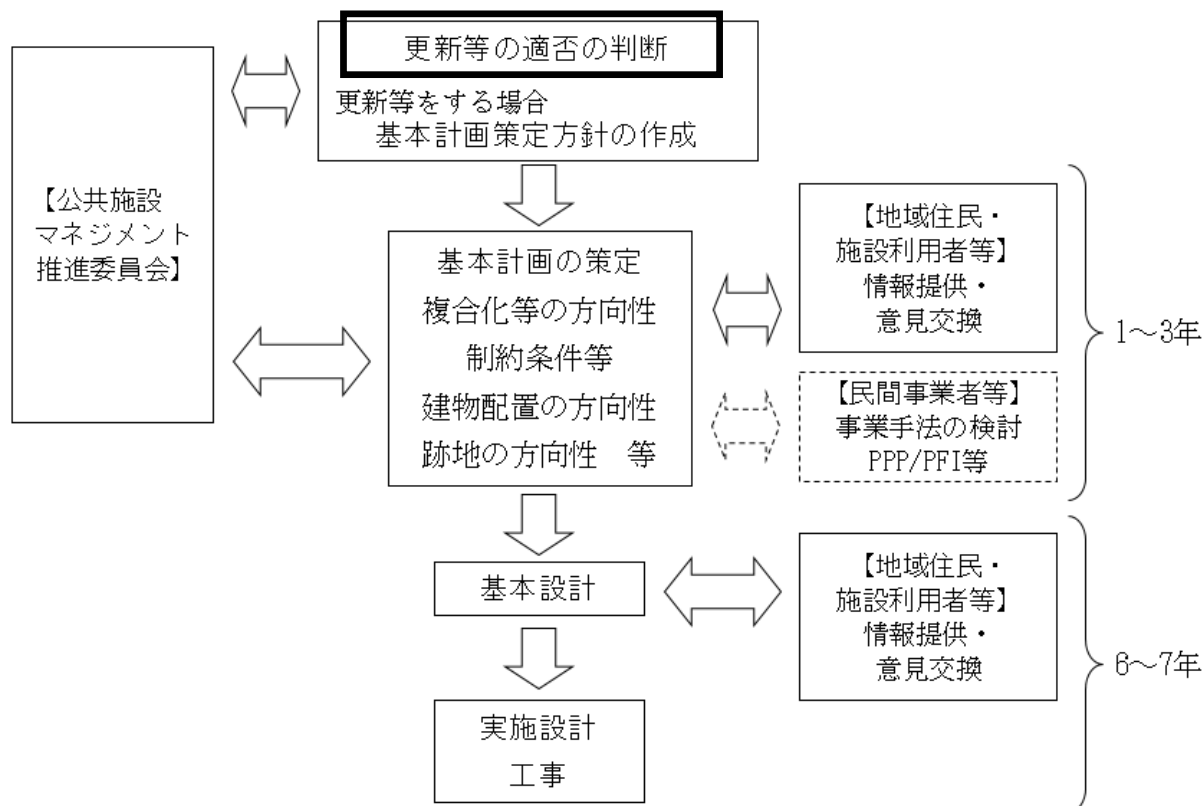 更新等の適否の判断
更新等をする場合
基本計画策定方針の作成
【公共施設
マネジメント
推進委員会】
基本計画の策定
複合化等の方向性
制約条件等
建物配置の方向性
跡地の方向性　等
【地域住民・
施設利用者等】
情報提供・
意見交換
【民間事業者等】
事業手法の検討
PPP/PFI等
1～3年
基本設計
【地域住民・
施設利用者等】
情報提供・
意見交換
6～7年
実施設計
工事